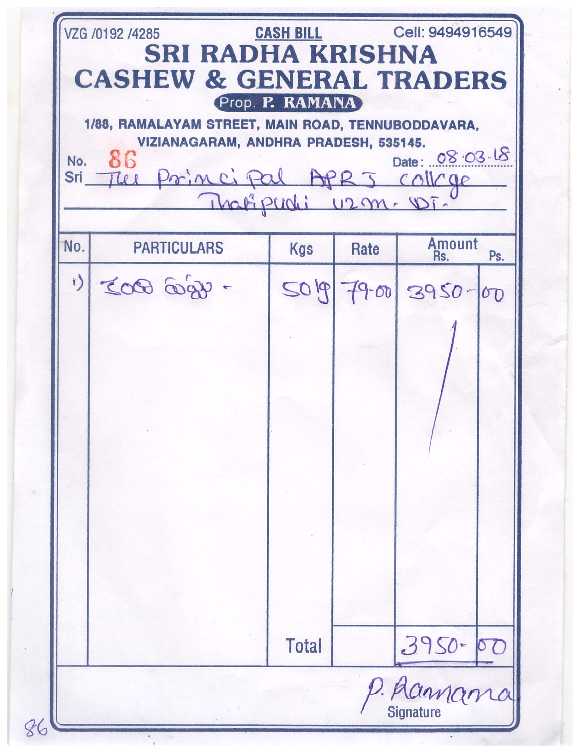 VZG /0192 /4285 CASH BILL Cell: 9494916549
SRI RADHA KRISHNA
CASHEW & GENERAL TRADERS
Prop. P. RAMANA
1/88, RAMALAYAM STREET, MAIN ROAD, TENNUBODDAVARA,
VIZIANAGARAM, ANDHRA PRADESH, 535145.
No. 86 Date: 08-03-18
Sri The Principal APRJ College
Thatipudi VZM. DT.
No. PARTICULARS Kgs Rate Amount
Rs. Ps.
1) కంది పప్పు - 50 79-00 3950-00
Total 3950-00
P. Ramana
Signature
86